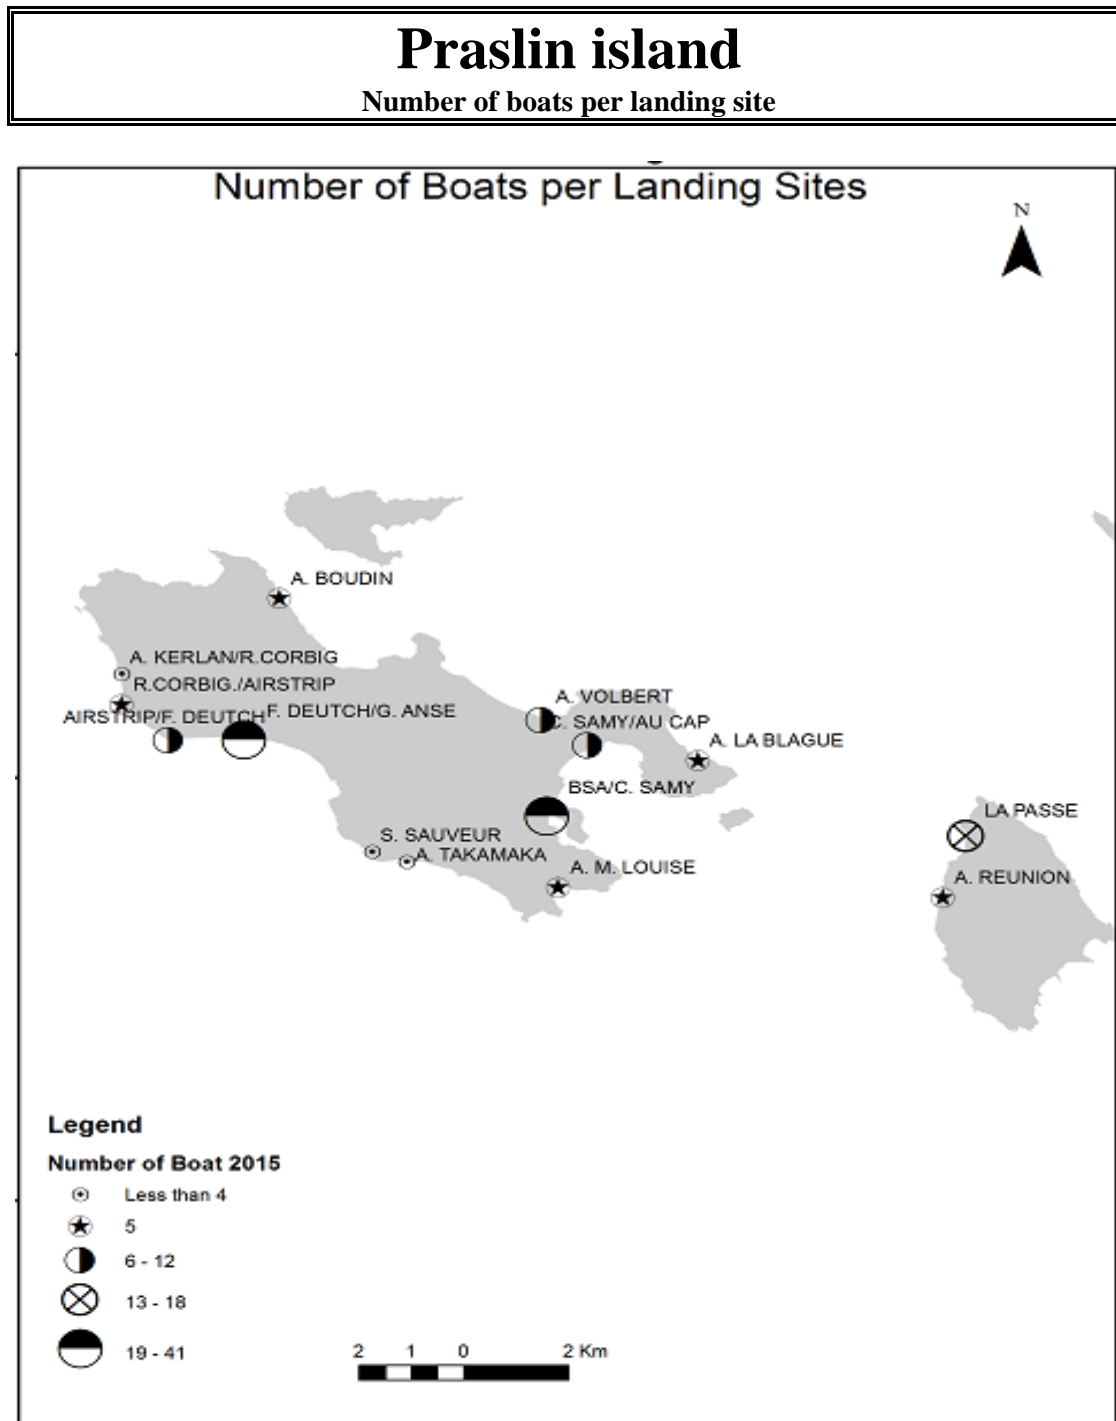 Praslin island
Number of boats per landing site
Number of Boats per Landing Sites
N
A. BOUDIN
A. KERLAN/R.CORBIG
R.CORBIG./AIRSTRIP
AIRSTRIP/F. DEUTCH
F. DEUTCH/G. ANSE
A. VOLBERT
C. SAMY/AU CAP
A. LA BLAGUE
BSA/C. SAMY
LA PASSE
S. SAUVEUR
A. TAKAMAKA
A. M. LOUISE
A. REUNION
Legend
Number of Boat 2015
Less than 4
5
6 - 12
13 - 18
19 - 41
2 1 0 2 Km